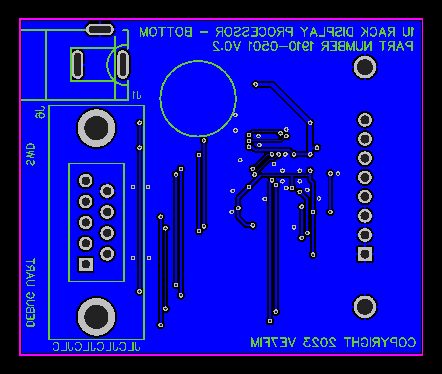 1U RACK DISPLAY PROCESSOR - BOTTOM
PART NUMBER 1910-0501 V0.2
J1
J6
SWD
DEBUG UART
JLCJLCJLCJLC
COPYRIGHT 2023 VE7FIM